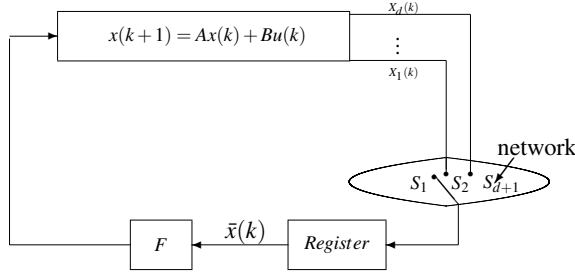 X_d(k)
x(k+1) = Ax(k) + Bu(k)
⋮
X_1(k)
network
S_1 S_2 S_{d+1}
F
x̄(k)
Register